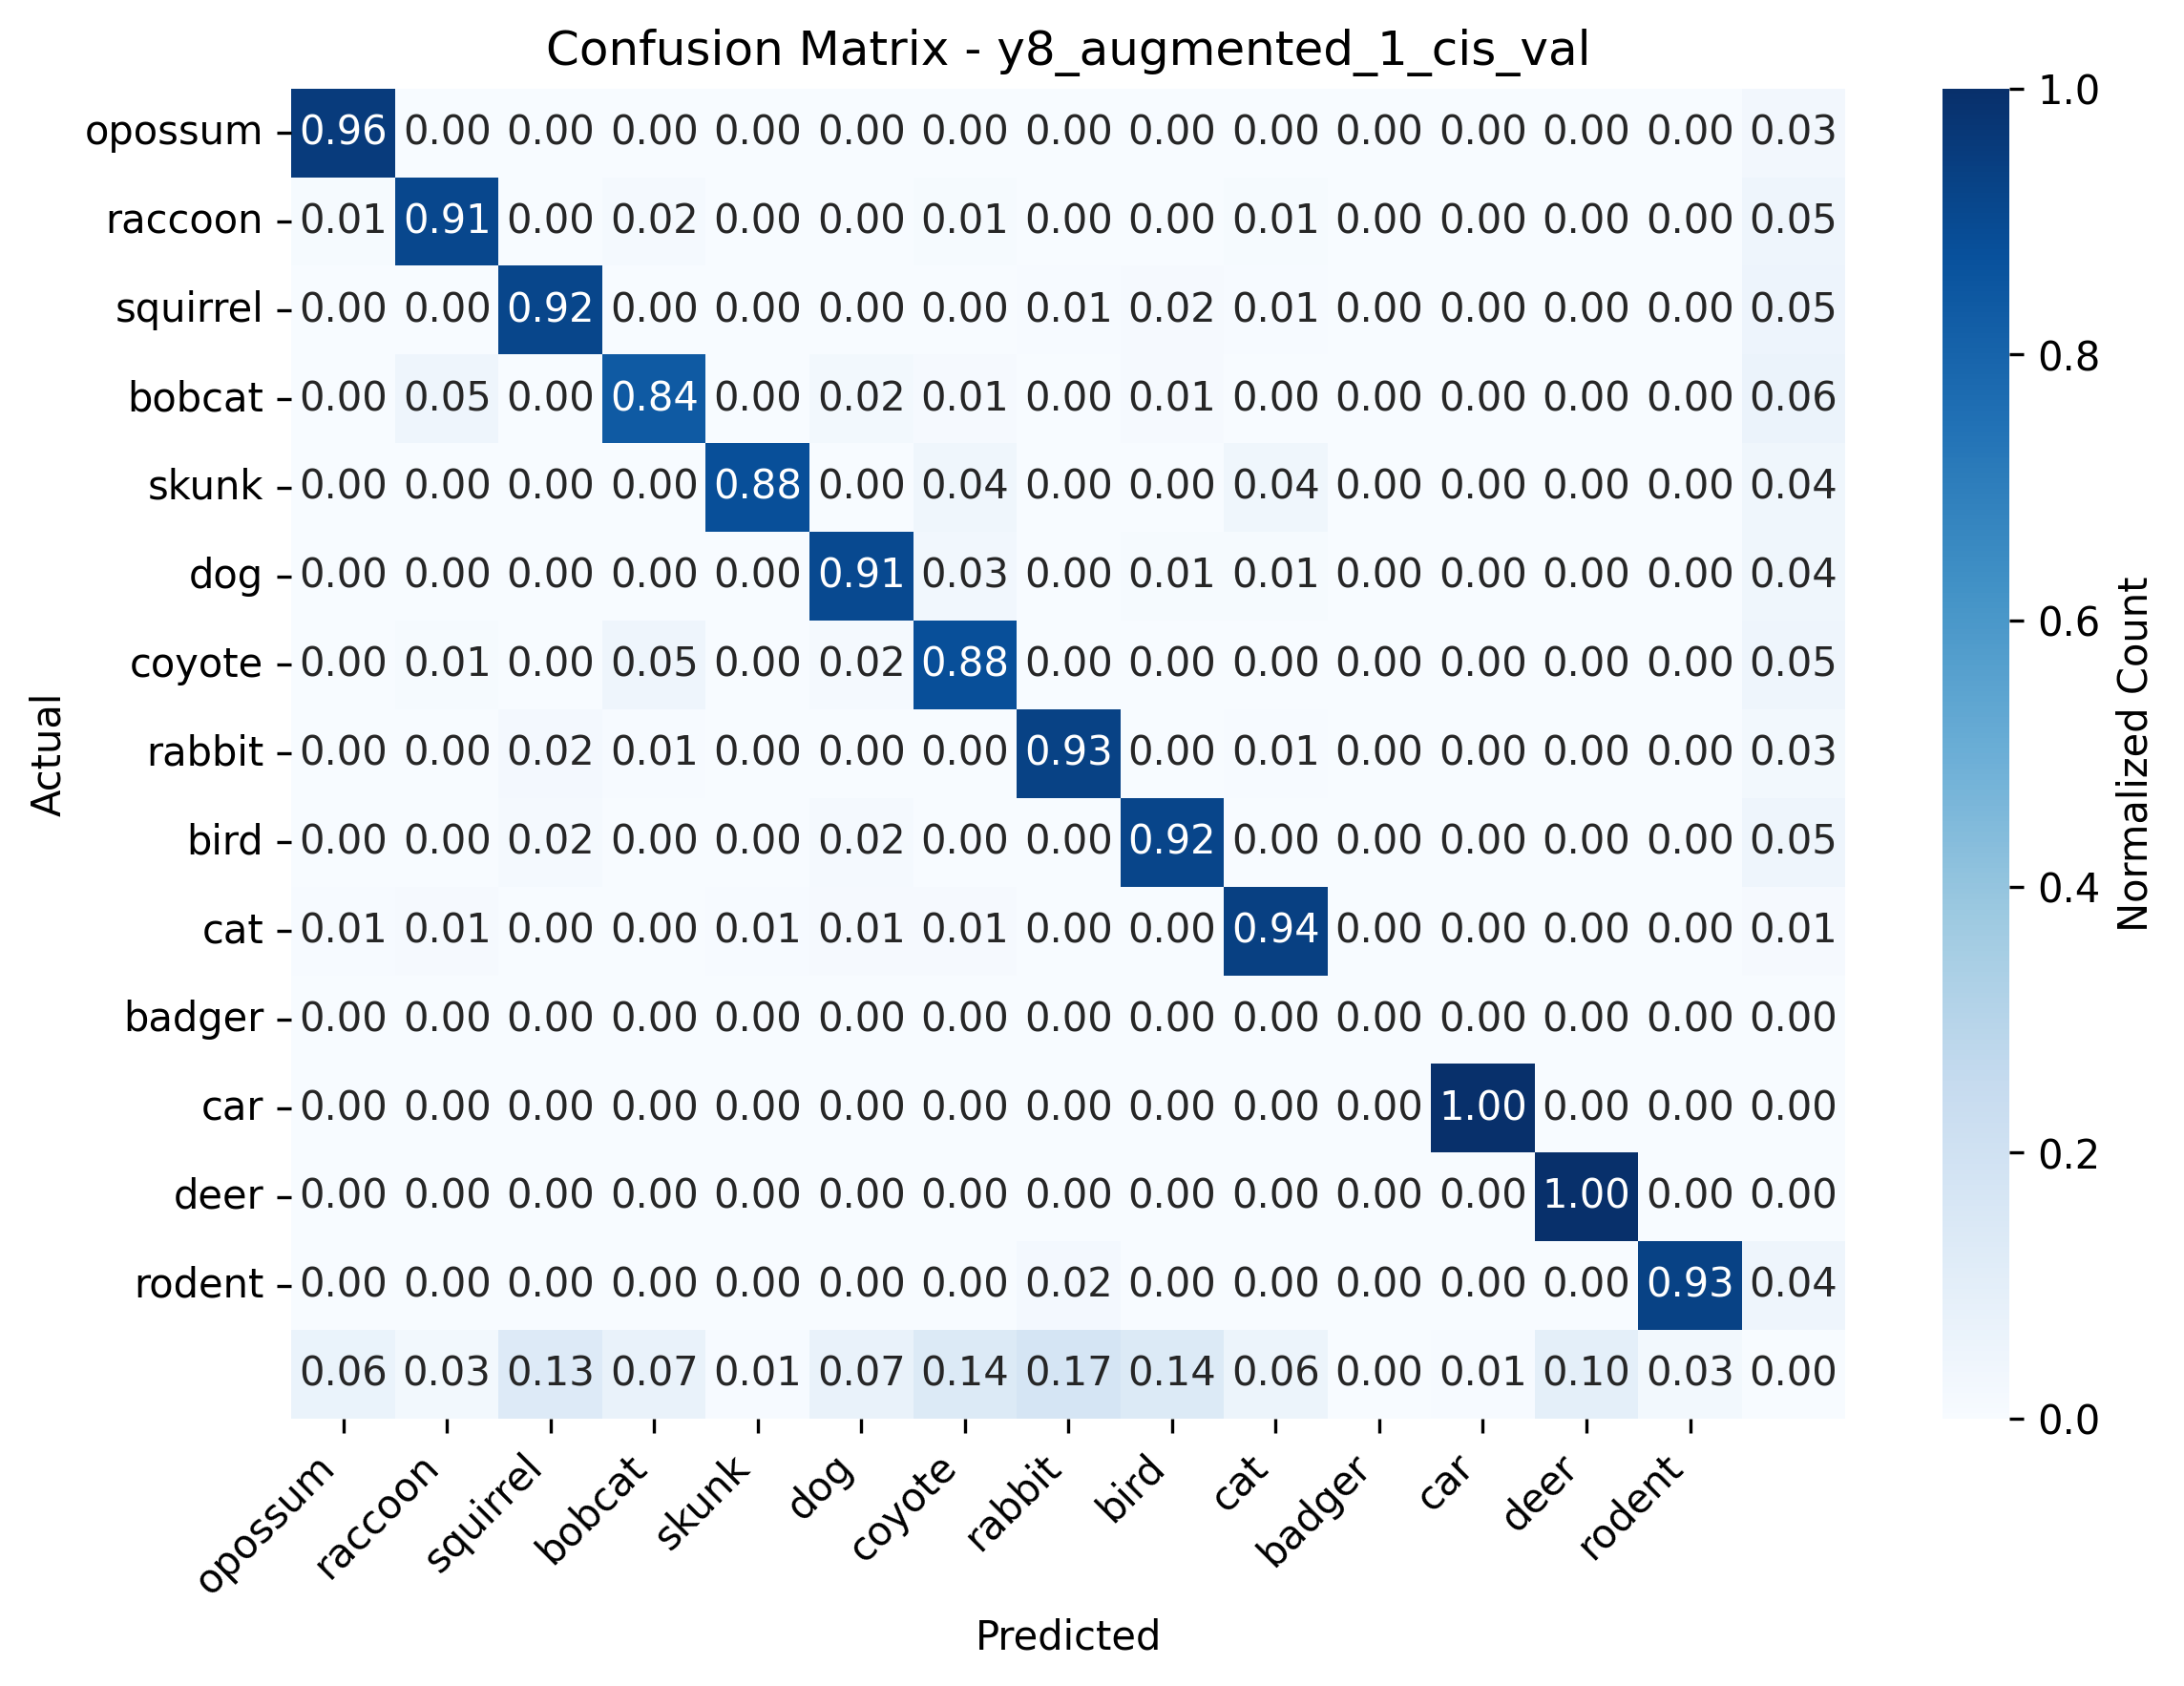 Confusion Matrix - y8_augmented_1_cis_val
opossum 0.96 0.00 0.00 0.00 0.00 0.00 0.00 0.00 0.00 0.00 0.00 0.00 0.00 0.00 0.03
raccoon 0.01 0.91 0.00 0.02 0.00 0.00 0.01 0.00 0.00 0.01 0.00 0.00 0.00 0.00 0.05
squirrel 0.00 0.00 0.92 0.00 0.00 0.00 0.00 0.01 0.02 0.01 0.00 0.00 0.00 0.00 0.05
bobcat 0.00 0.05 0.00 0.84 0.00 0.02 0.01 0.00 0.01 0.00 0.00 0.00 0.00 0.00 0.06
skunk 0.00 0.00 0.00 0.00 0.88 0.00 0.04 0.00 0.00 0.04 0.00 0.00 0.00 0.00 0.04
dog 0.00 0.00 0.00 0.00 0.00 0.91 0.03 0.00 0.01 0.01 0.00 0.00 0.00 0.00 0.04
coyote 0.00 0.01 0.00 0.05 0.00 0.02 0.88 0.00 0.00 0.00 0.00 0.00 0.00 0.00 0.05
rabbit 0.00 0.00 0.02 0.01 0.00 0.00 0.00 0.93 0.00 0.01 0.00 0.00 0.00 0.00 0.03
bird 0.00 0.00 0.02 0.00 0.00 0.02 0.00 0.00 0.92 0.00 0.00 0.00 0.00 0.00 0.05
cat 0.01 0.01 0.00 0.00 0.01 0.01 0.01 0.00 0.00 0.94 0.00 0.00 0.00 0.00 0.01
badger 0.00 0.00 0.00 0.00 0.00 0.00 0.00 0.00 0.00 0.00 0.00 0.00 0.00 0.00 0.00
car 0.00 0.00 0.00 0.00 0.00 0.00 0.00 0.00 0.00 0.00 0.00 1.00 0.00 0.00 0.00
deer 0.00 0.00 0.00 0.00 0.00 0.00 0.00 0.00 0.00 0.00 0.00 0.00 1.00 0.00 0.00
rodent 0.00 0.00 0.00 0.00 0.00 0.00 0.00 0.02 0.00 0.00 0.00 0.00 0.00 0.93 0.04
0.06 0.03 0.13 0.07 0.01 0.07 0.14 0.17 0.14 0.06 0.00 0.01 0.10 0.03 0.00
opossum raccoon squirrel bobcat skunk dog coyote rabbit bird cat badger car deer rodent
Predicted
Actual
1.0
0.8
0.6
0.4
0.2
0.0
Normalized Count